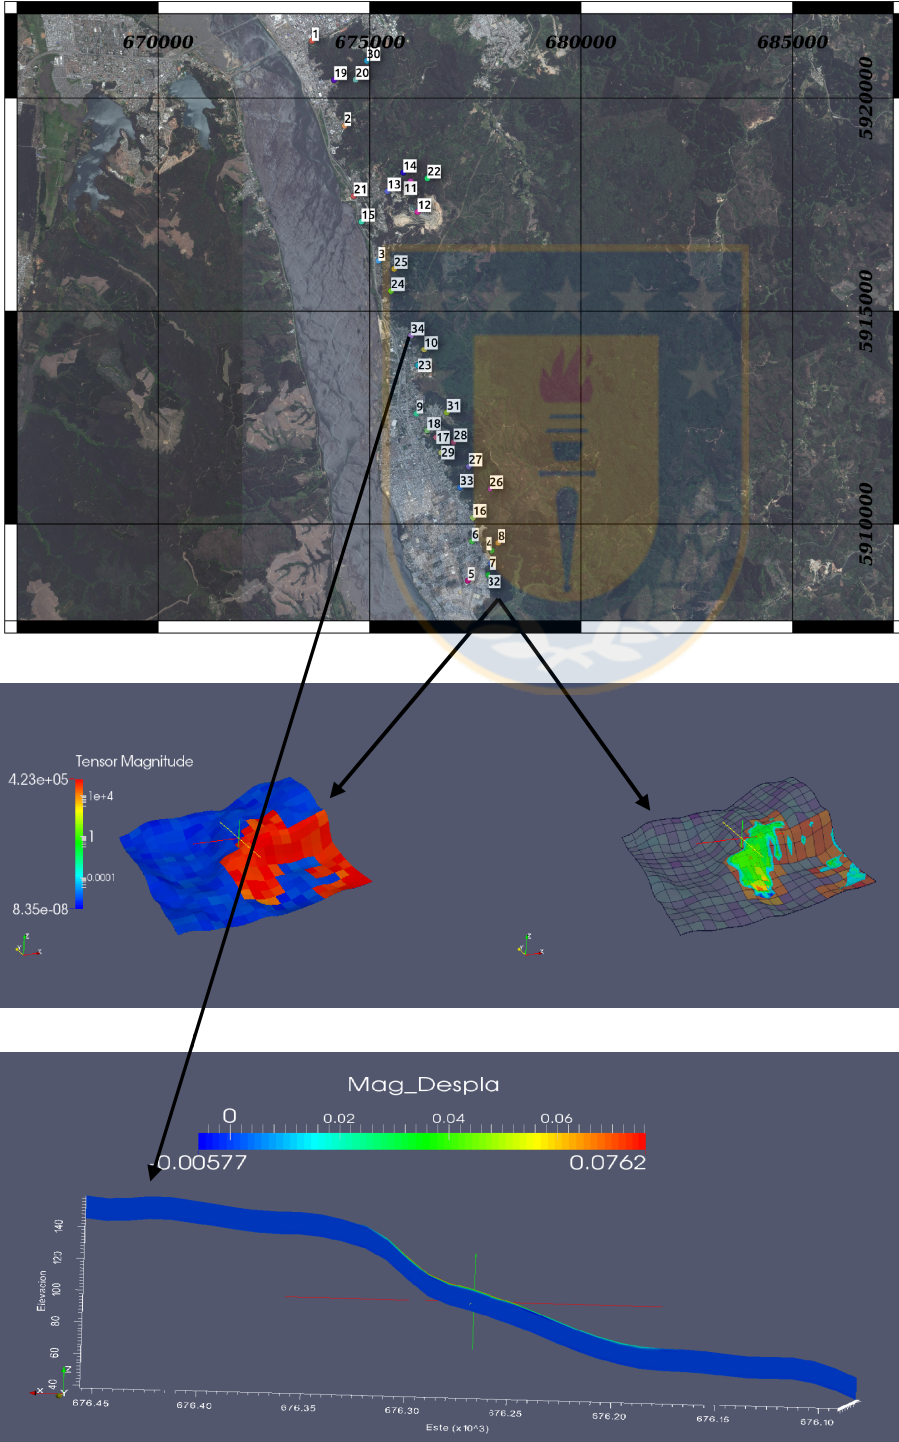 670000 675000 680000 685000
5920000
5915000
5910000
1
30
19 20
2
14
22
13
11
21
12
15
3
25
24
34
10
23
9
31
18
17
28
29
27
33
26
16
6
8
4
7
5
32
Tensor Magnitude
4.23e+05
1e+4
1
0.0001
8.35e-08
Z
Y
X
Z
Y
X
Mag_Despla
0 0.02 0.04 0.06
0.00577 0.0762
140
120
100
80
60
40
Elevacion
Z
X
Y
676.45 676.40 676.35 676.30 676.25 676.20 676.15 676.10
Este (x10^3)